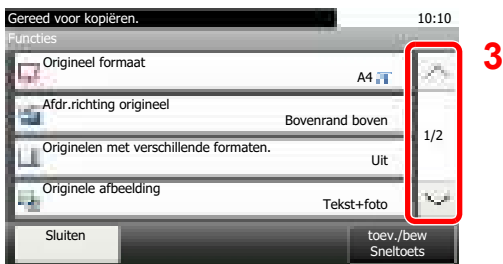 Gereed voor kopiëren.
10:10
Functies
3
Origineel formaat
A4
Afdr.richting origineel
Bovenrand boven
1/2
Originelen met verschillende formaten.
Uit
Originele afbeelding
Tekst+foto
Sluiten
toev./bew
Sneltoets